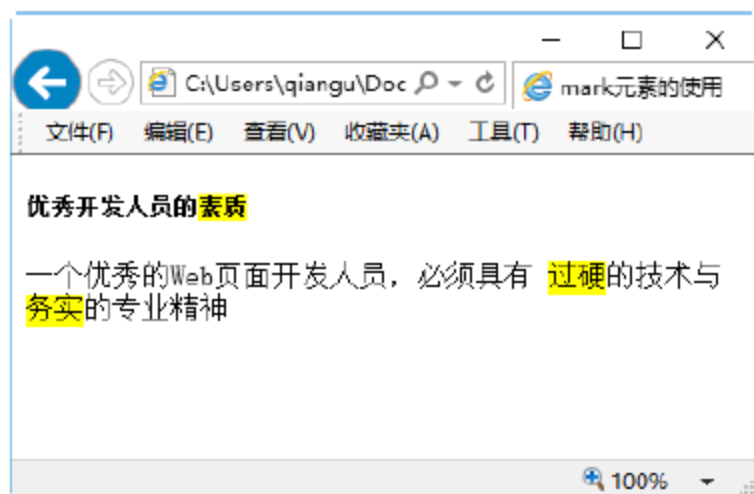 C:\Users\qiangu\Doc
mark元素的使用
文件(F) 编辑(E) 查看(V) 收藏夹(A) 工具(T) 帮助(H)
优秀开发人员的素质
一个优秀的Web页面开发人员，必须具有 过硬的技术与
务实的专业精神
100%